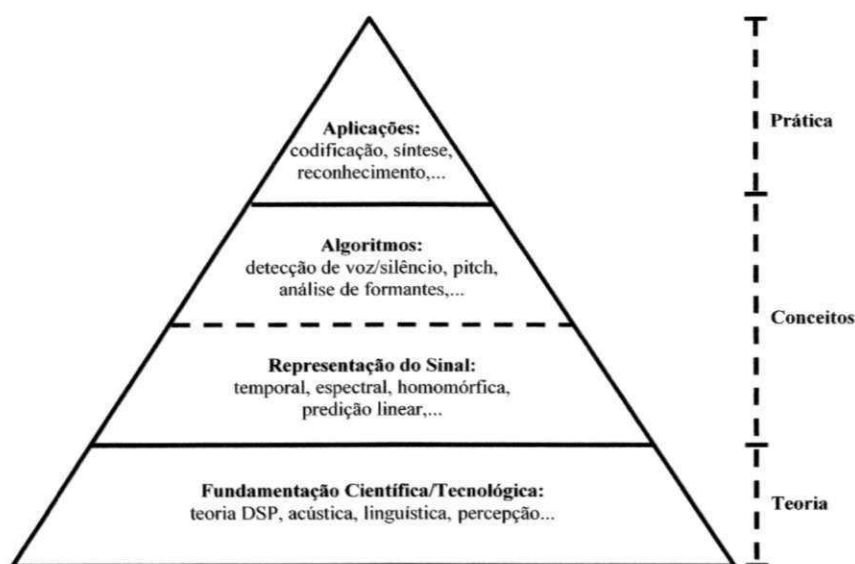 Aplicações:
codificação, síntese,
reconhecimento,...
Prática
Algoritmos:
detecção de voz/silêncio, pitch,
análise de formantes,...
Conceitos
Representação do Sinal:
temporal, espectral, homomórfica,
predição linear,...
Fundamentação Científica/Tecnológica:
teoria DSP, acústica, linguística, percepção...
Teoria